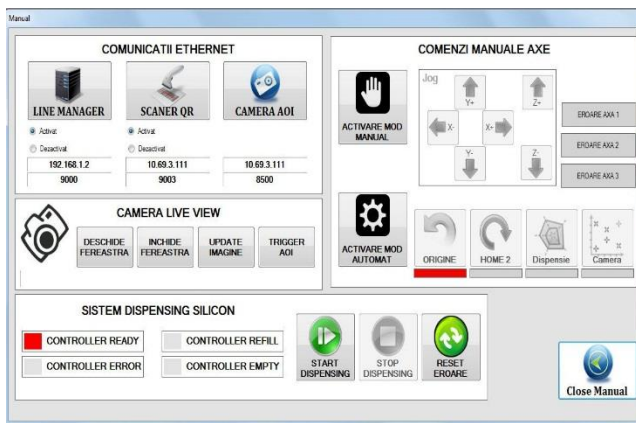 Manual
COMUNICATII ETHERNET
LINE MANAGER
SCANER QR
CAMERA AOI
Activat
Activat
Dezactivat
Dezactivat
192.168.1.2
10.69.3.111
10.69.3.111
9000
9003
8500
CAMERA LIVE VIEW
DESCHIDE
FEREASTRA
INCHIDE
FEREASTRA
UPDATE
IMAGINE
TRIGGER
AOI
SISTEM DISPENSING SILICON
CONTROLLER READY
CONTROLLER REFILL
CONTROLLER ERROR
CONTROLLER EMPTY
START
DISPENSING
STOP
DISPENSING
RESET
EROARE
COMENZI MANUALE AXE
ACTIVARE MOD
MANUAL
Jog
Y+
Z+
X-
X+
Y-
Z-
EROARE AXA 1
EROARE AXA 2
EROARE AXA 3
ACTIVARE MOD
AUTOMAT
ORIGINE
HOME 2
Dispensie
Camera
Close Manual